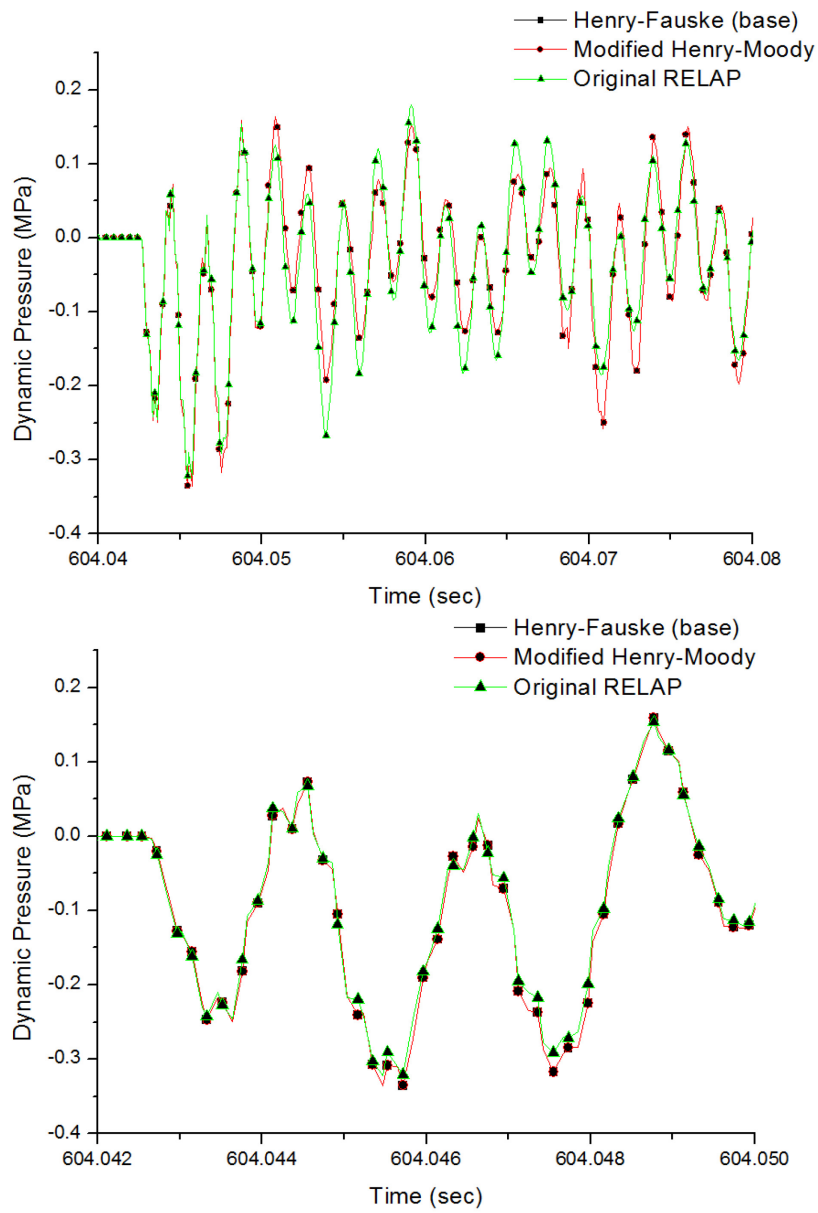 Henry-Fauske (base)
Modified Henry-Moody
Original RELAP
0.2
0.1
0.0
-0.1
-0.2
-0.3
-0.4
Dynamic Pressure (MPa)
604.04 604.05 604.06 604.07 604.08
Time (sec)
Henry-Fauske (base)
Modified Henry-Moody
Original RELAP
0.2
0.1
0.0
-0.1
-0.2
-0.3
-0.4
Dynamic Pressure (MPa)
604.042 604.044 604.046 604.048 604.050
Time (sec)